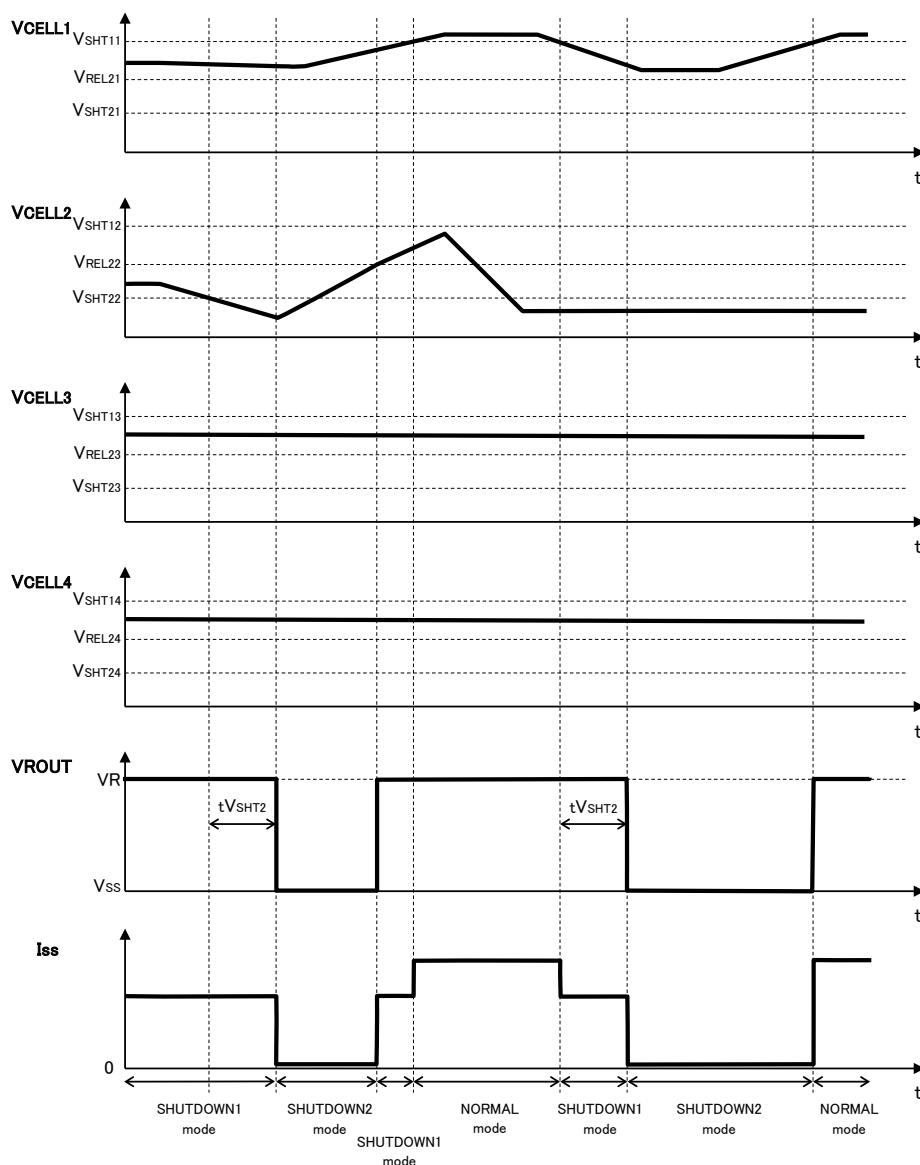 VCELL1
VSHT11
VREL21
VSHT21
t
VCELL2
VSHT12
VREL22
VSHT22
t
VCELL3
VSHT13
VREL23
VSHT23
t
VCELL4
VSHT14
VREL24
VSHT24
t
VROUT
VR
tVSHT2
tVSHT2
VSS
t
Iss
0
t
SHUTDOWN1
mode
SHUTDOWN2
mode
SHUTDOWN1
mode
NORMAL
mode
SHUTDOWN1
mode
SHUTDOWN2
mode
NORMAL
mode